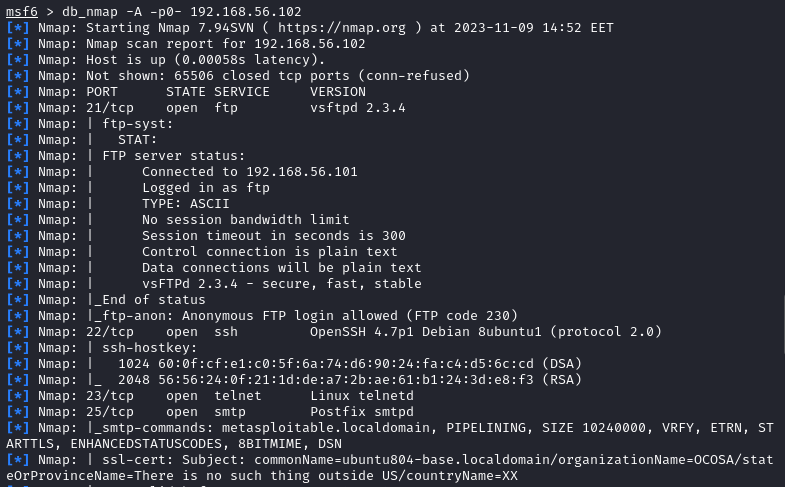 msf6 > db_nmap -A -p0- 192.168.56.102
[*] Nmap: Starting Nmap 7.94SVN ( https://nmap.org ) at 2023-11-09 14:52 EET
[*] Nmap: Nmap scan report for 192.168.56.102
[*] Nmap: Host is up (0.00058s latency).
[*] Nmap: Not shown: 65506 closed tcp ports (conn-refused)
[*] Nmap: PORT      STATE SERVICE     VERSION
[*] Nmap: 21/tcp    open  ftp         vsftpd 2.3.4
[*] Nmap: | ftp-syst:
[*] Nmap: |   STAT:
[*] Nmap: | FTP server status:
[*] Nmap: |      Connected to 192.168.56.101
[*] Nmap: |      Logged in as ftp
[*] Nmap: |      TYPE: ASCII
[*] Nmap: |      No session bandwidth limit
[*] Nmap: |      Session timeout in seconds is 300
[*] Nmap: |      Control connection is plain text
[*] Nmap: |      Data connections will be plain text
[*] Nmap: |      vsFTPd 2.3.4 - secure, fast, stable
[*] Nmap: |_End of status
[*] Nmap: |_ftp-anon: Anonymous FTP login allowed (FTP code 230)
[*] Nmap: 22/tcp    open  ssh         OpenSSH 4.7p1 Debian 8ubuntu1 (protocol 2.0)
[*] Nmap: | ssh-hostkey:
[*] Nmap: |   1024 60:0f:cf:e1:c0:5f:6a:74:d6:90:24:fa:c4:d5:6c:cd (DSA)
[*] Nmap: |_  2048 56:56:24:0f:21:1d:de:a7:2b:ae:61:b1:24:3d:e8:f3 (RSA)
[*] Nmap: 23/tcp    open  telnet      Linux telnetd
[*] Nmap: 25/tcp    open  smtp        Postfix smtpd
[*] Nmap: |_smtp-commands: metasploitable.localdomain, PIPELINING, SIZE 10240000, VRFY, ETRN, ST
ARTTLS, ENHANCEDSTATUSCODES, 8BITMIME, DSN
[*] Nmap: | ssl-cert: Subject: commonName=ubuntu804-base.localdomain/organizationName=OCOSA/stat
eOrProvinceName=There is no such thing outside US/countryName=XX